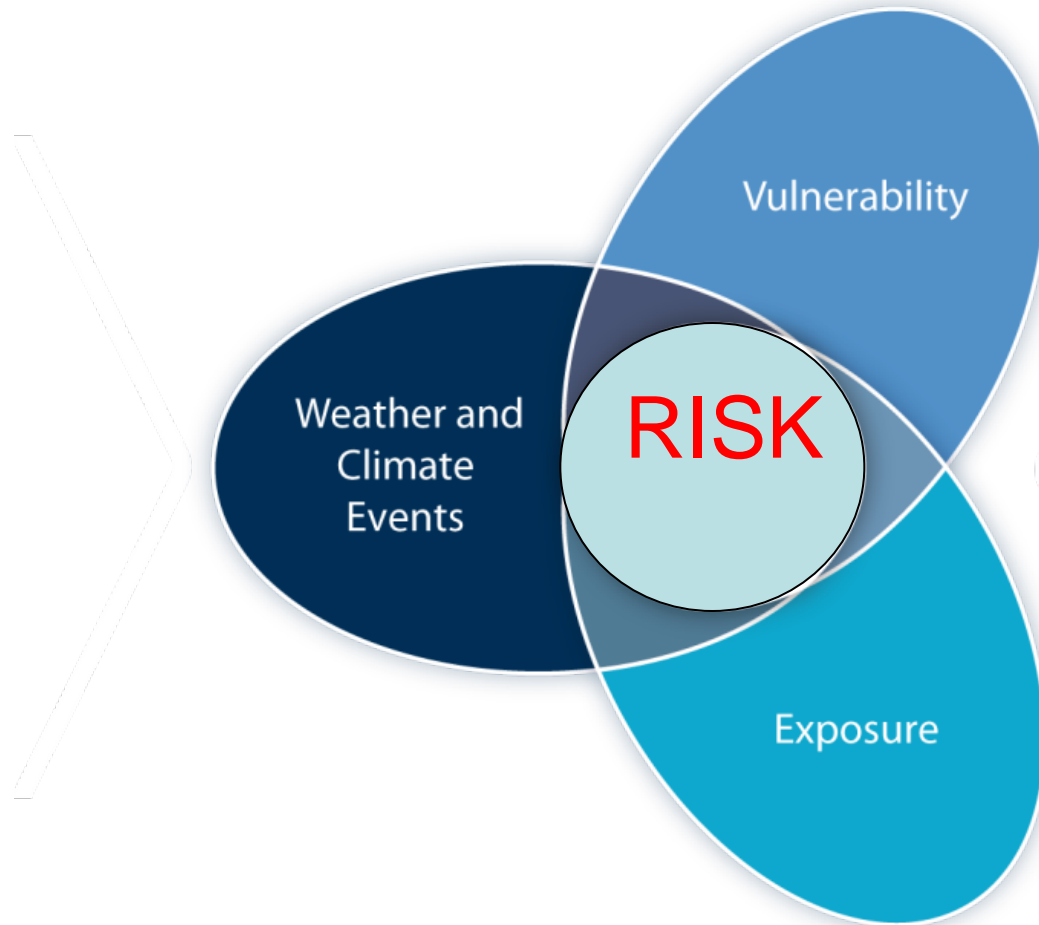 Vulnerability
Weather and
Climate
Events
RISK
Exposure